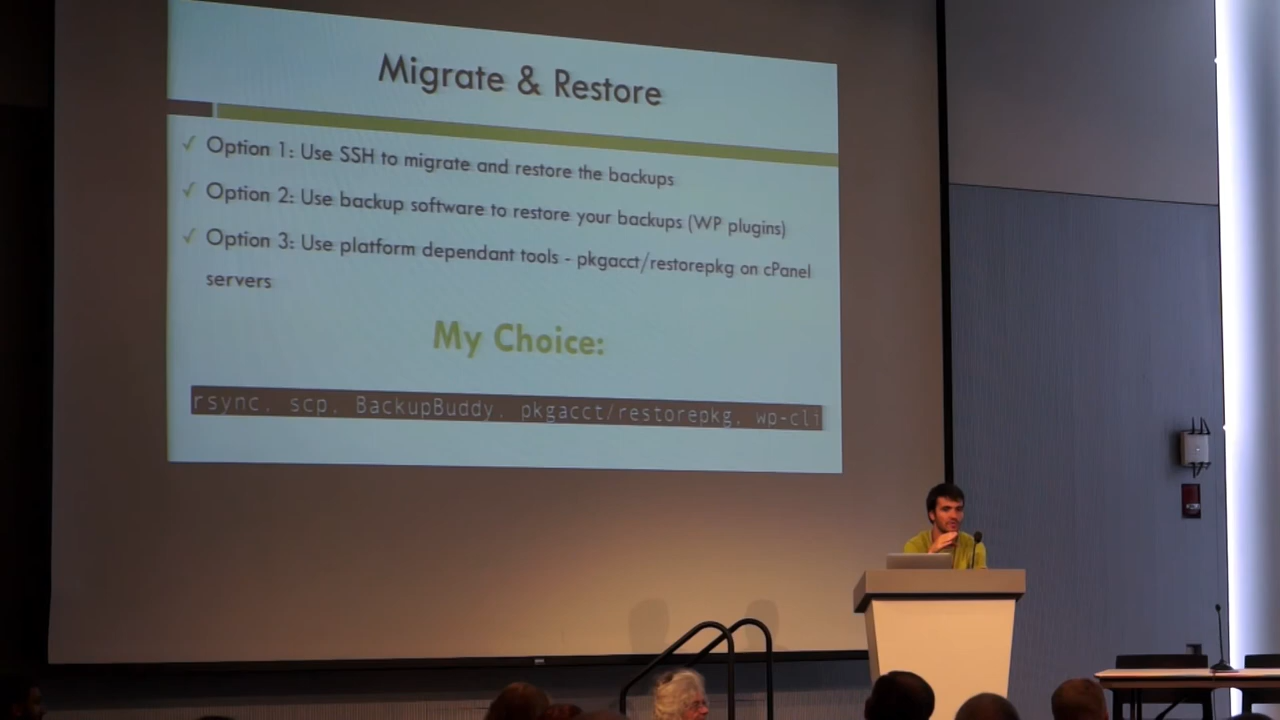 Migrate & Restore
✓ Option 1: Use SSH to migrate and restore the backups
✓ Option 2: Use backup software to restore your backups (WP plugins)
✓ Option 3: Use platform dependant tools - pkgacct/restorepkg on cPanel
servers
My Choice:
rsync, scp, BackupBuddy, pkgacct/restorepkg, wp-cli